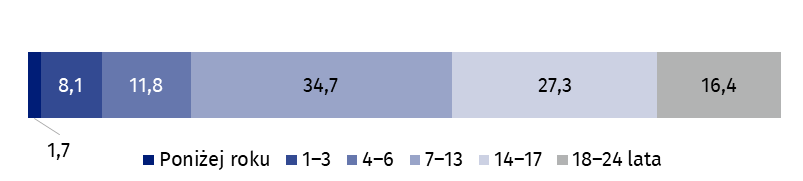 8,1 11,8 34,7 27,3 16,4
1,7
Poniżej roku 1–3 4–6 7–13 14–17 18–24 lata